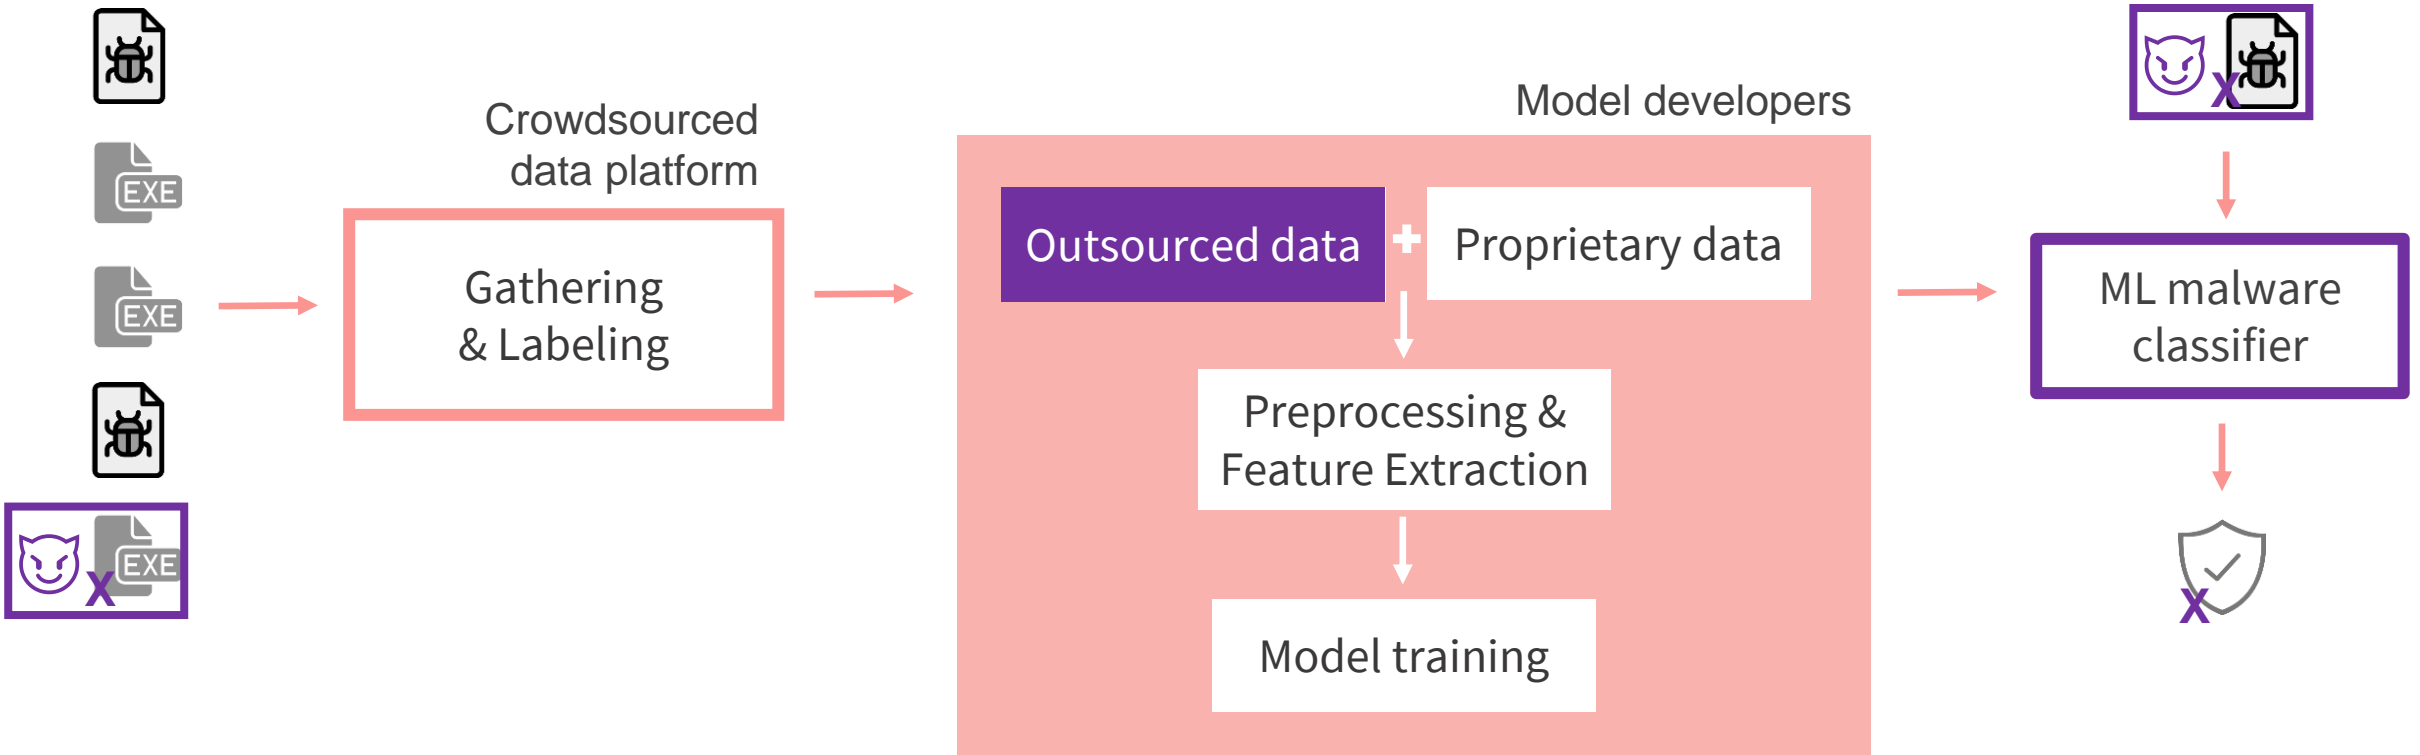 EXE
EXE
X EXE
Crowdsourced
data platform
Gathering
& Labeling
Model developers
Outsourced data
Proprietary data
Preprocessing &
Feature Extraction
Model training
X
ML malware
classifier
X